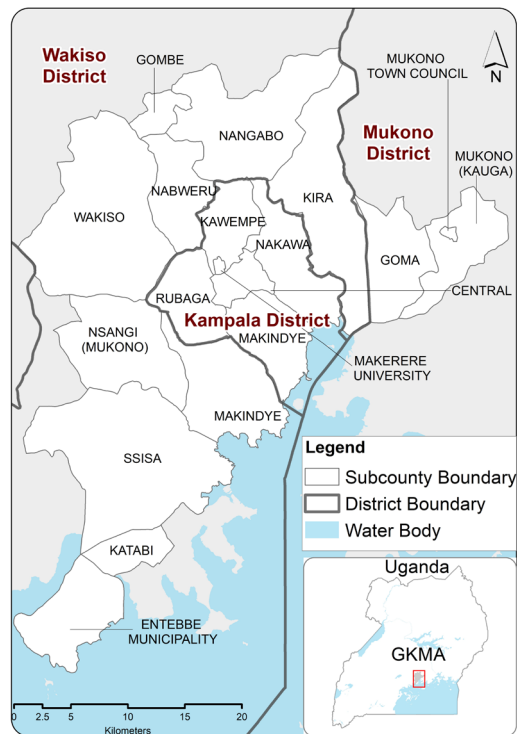 Wakiso
District
GOMBE
MUKONO
TOWN COUNCIL
N
NANGABO
Mukono
District
MUKONO
(KAUGA)
NABWERU
KIRA
WAKISO
KAWEMPE
NAKAWA
GOMA
CENTRAL
RUBAGA
NSANGI
(MUKONO)
Kampala District
MAKINDYE
MAKERERE
UNIVERSITY
MAKINDYE
SSISA
Legend
Subcounty Boundary
District Boundary
Water Body
KATABI
Uganda
ENTEBBE
MUNICIPALITY
GKMA
0 2.5 5 10 15 20
Kilometers